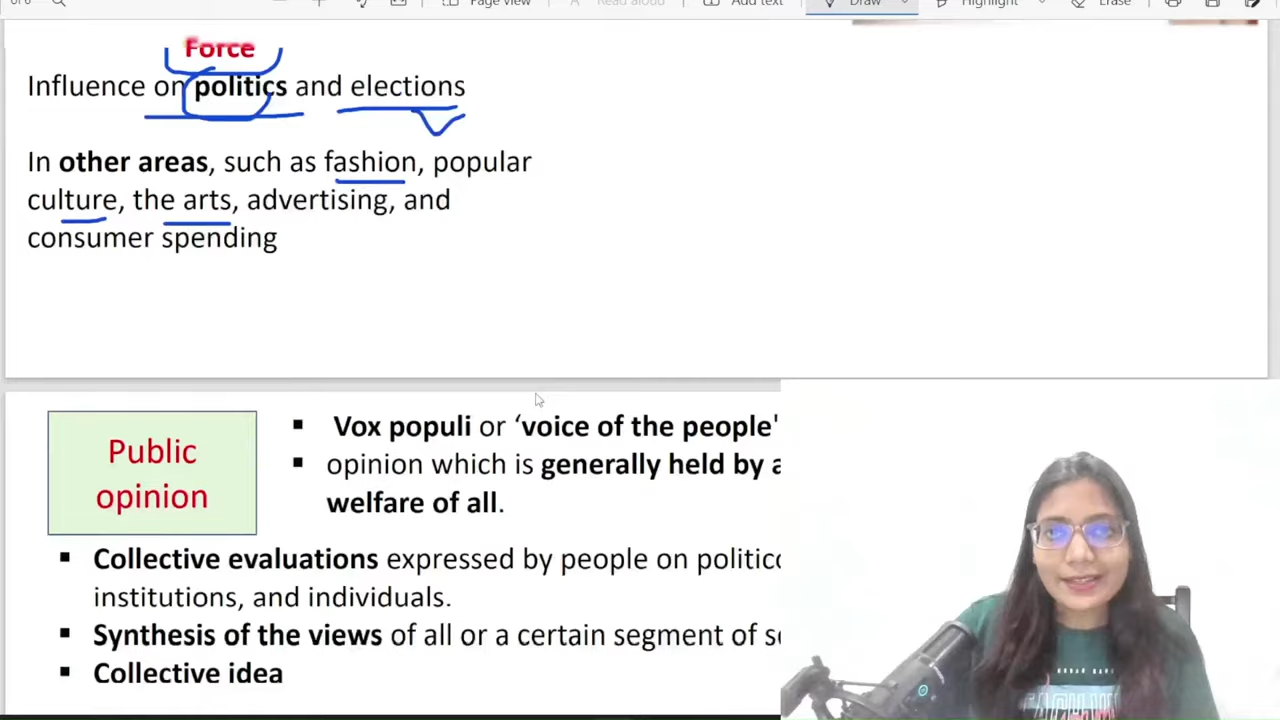 Page view
Read aloud
Add text
Draw
Highlight
Erase
Force
Influence on politics and elections
In other areas, such as fashion, popular
culture, the arts, advertising, and
consumer spending
Public
opinion
▪ Vox populi or ‘voice of the people'
▪ opinion which is generally held by a
welfare of all.
▪ Collective evaluations expressed by people on politic
institutions, and individuals.
▪ Synthesis of the views of all or a certain segment of s
▪ Collective idea